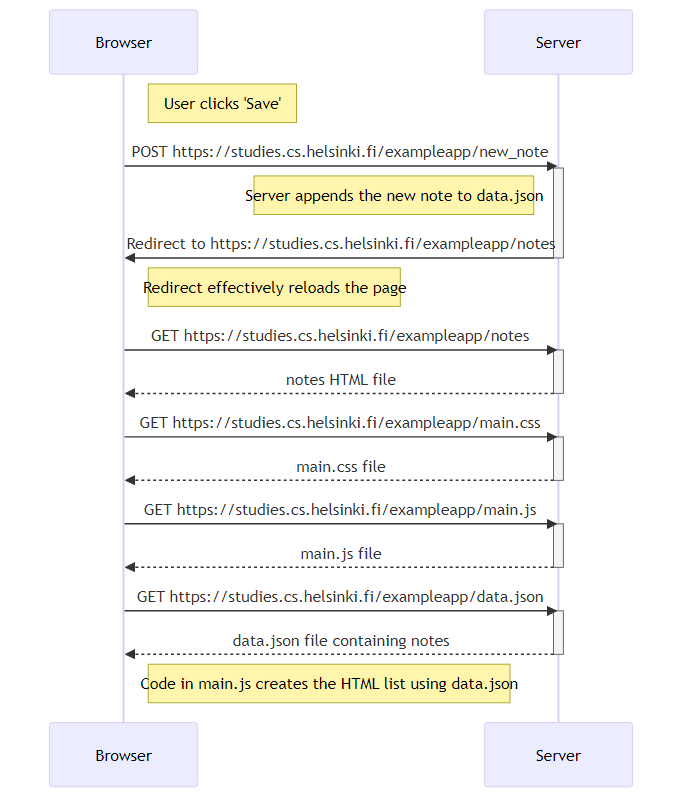 Browser
Server
User clicks 'Save'
POST https://studies.cs.helsinki.fi/exampleapp/new_note
Server appends the new note to data.json
Redirect to https://studies.cs.helsinki.fi/exampleapp/notes
Redirect effectively reloads the page
GET https://studies.cs.helsinki.fi/exampleapp/notes
notes HTML file
GET https://studies.cs.helsinki.fi/exampleapp/main.css
main.css file
GET https://studies.cs.helsinki.fi/exampleapp/main.js
main.js file
GET https://studies.cs.helsinki.fi/exampleapp/data.json
data.json file containing notes
Code in main.js creates the HTML list using data.json
Browser
Server